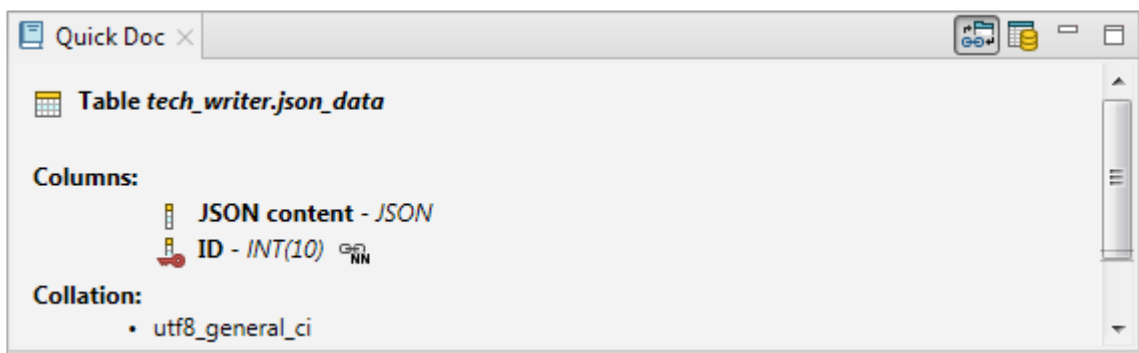 Quick Doc
Table tech_writer.json_data
Columns:
JSON content - JSON
ID - INT(10) NN
Collation:
• utf8_general_ci